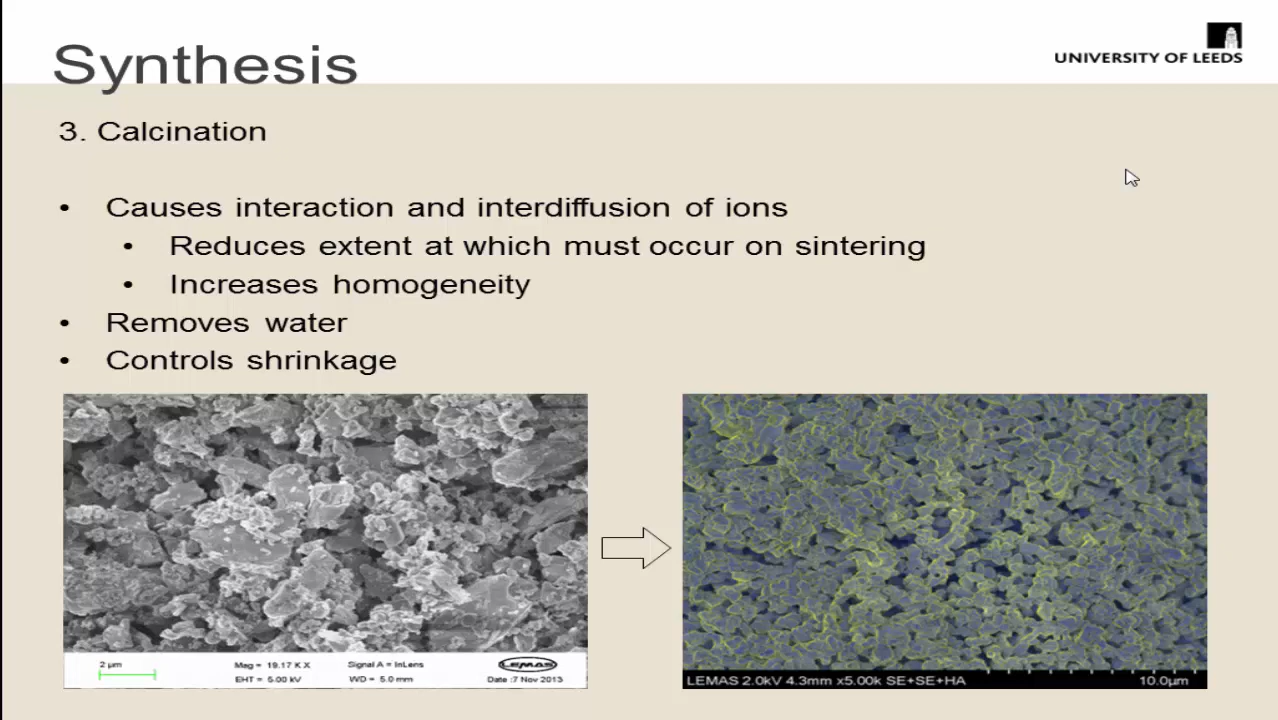 Synthesis
UNIVERSITY OF LEEDS
3. Calcination
• Causes interaction and interdiffusion of ions
• Reduces extent at which must occur on sintering
• Increases homogeneity
• Removes water
• Controls shrinkage
2 µm
Mag = 19.17 K X
Signal A = InLens
LEMAS
EHT = 5.00 kV
WD = 5.0 mm
Date :7 Nov 2013
LEMAS 2.0kV 4.3mm x5.00k SE+SE+HA
10.0µm